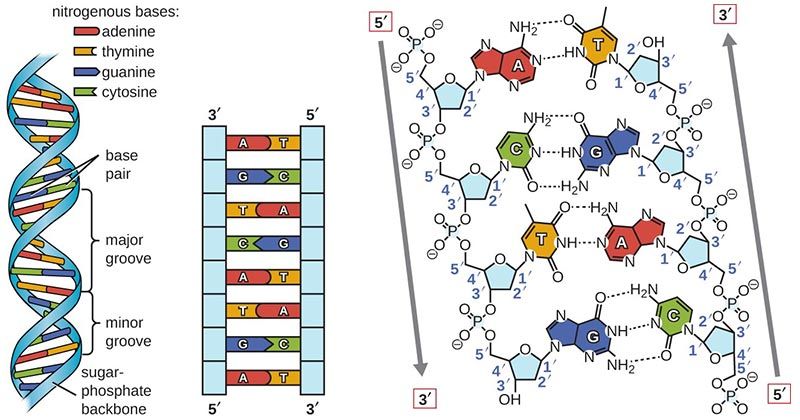 nitrogenous bases:
adenine
thymine
guanine
cytosine
base
pair
major
groove
minor
groove
sugar-
phosphate
backbone
3′ 5′
A T
G C
T A
C G
A T
T A
G C
A T
5′ 3′
5′ 3′
NH₂ O
N A N HN T N
N N O
O P O O 5′ 4′ 3′ 2′ 1′
2′ OH 3′ 1′ 4′ 5′ O
NH₂ O N
C N HN G N
N O H₂N N
O P O O 5′ 4′ 3′ 2′ 1′
O P O O 2′ 3′ 1′ 4′ 5′ O
O H₂N N
T NH N A N
N O N
O P O O 5′ 4′ 3′ 2′ 1′
O P O O 2′ 3′ 1′ 4′ 5′ O
O H₂N
N G NH N C
N N NH₂ O N
O P O O 5′ 4′ 3′ 2′ 1′
O P O O 2′ 3′ 1′ 4′ 5′ O
OH
O P O O
3′ 5′